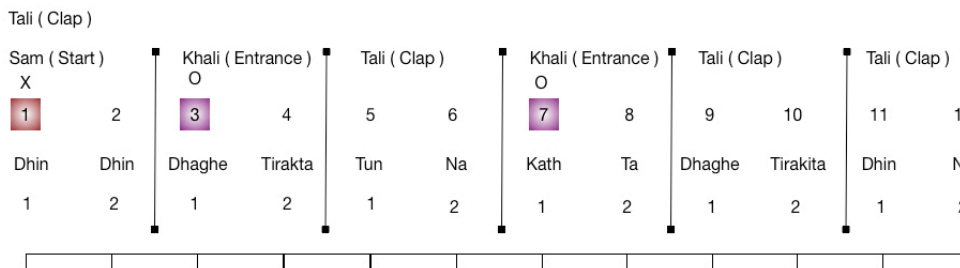 Tali ( Clap )
Sam ( Start ) Khali ( Entrance ) Tali ( Clap ) Khali ( Entrance ) Tali ( Clap ) Tali ( Clap )
X O O
1 2 3 4 5 6 7 8 9 10 11
Dhin Dhin Dhaghe Tirakta Tun Na Kath Ta Dhaghe Tirakita Dhin
1 2 1 2 1 2 1 2 1 2 1